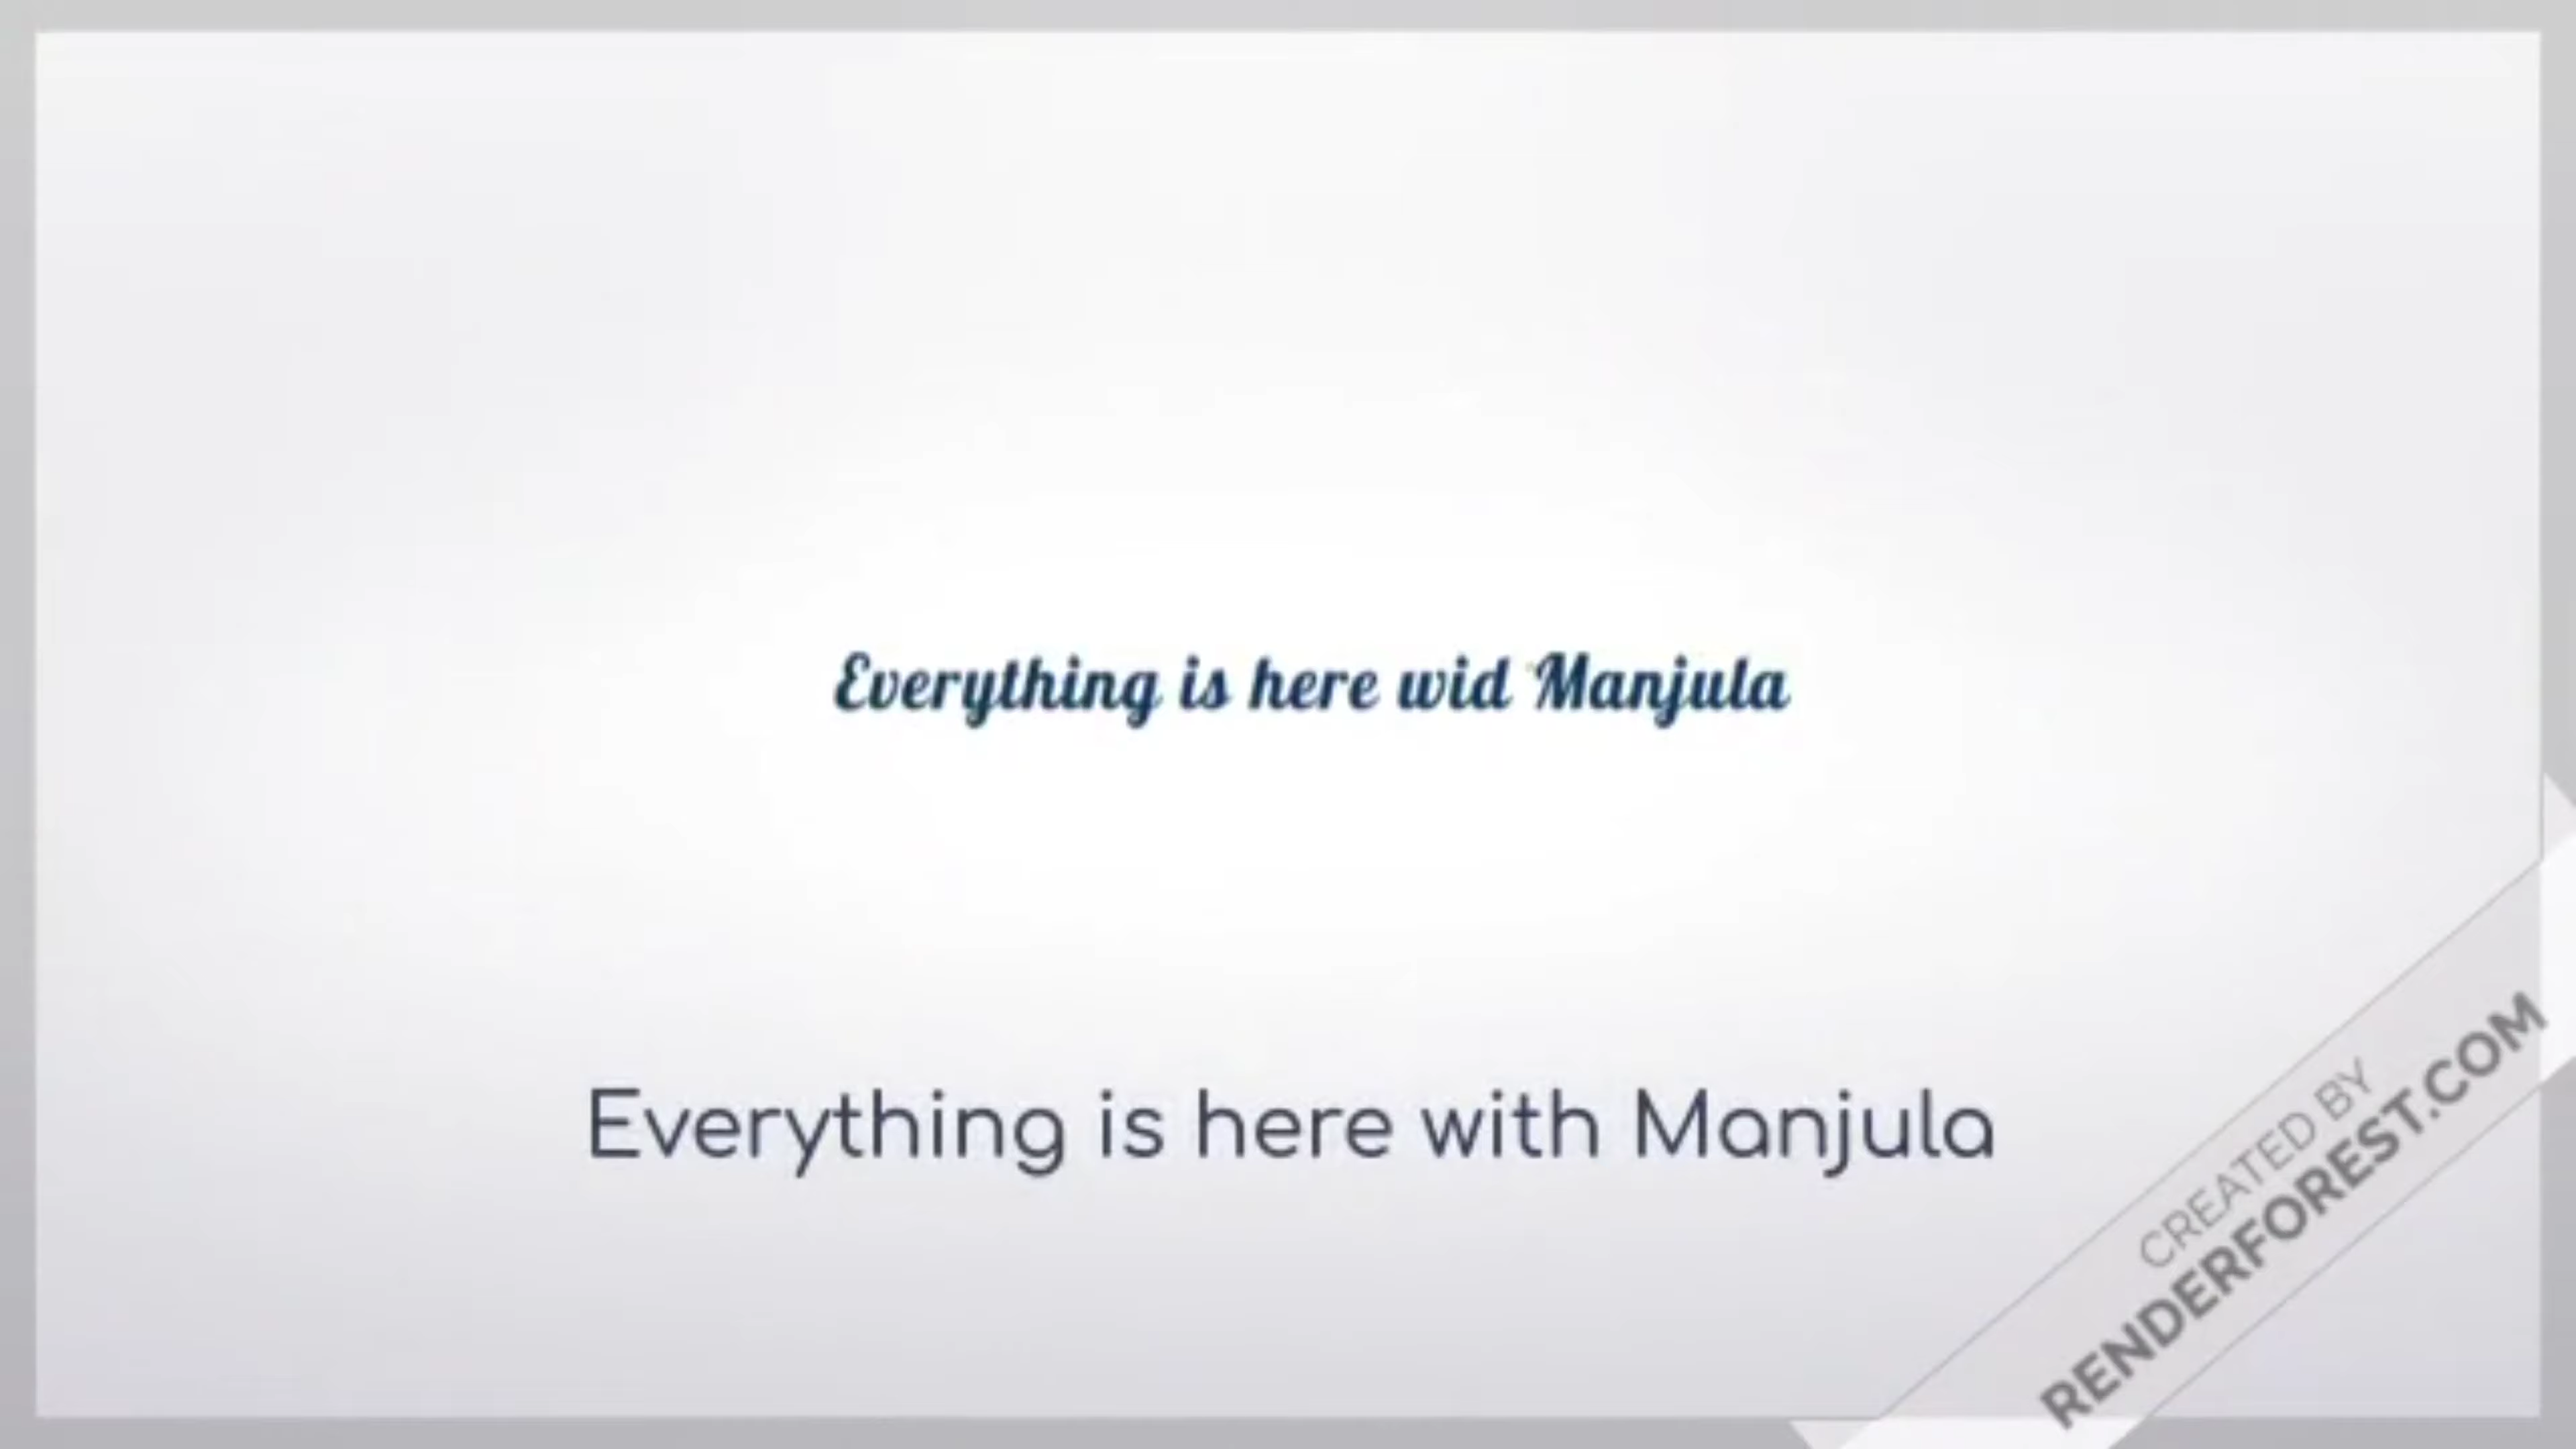 Everything is here wid Manjula
Everything is here with Manjula
CREATED BY
RENDERFOREST.COM